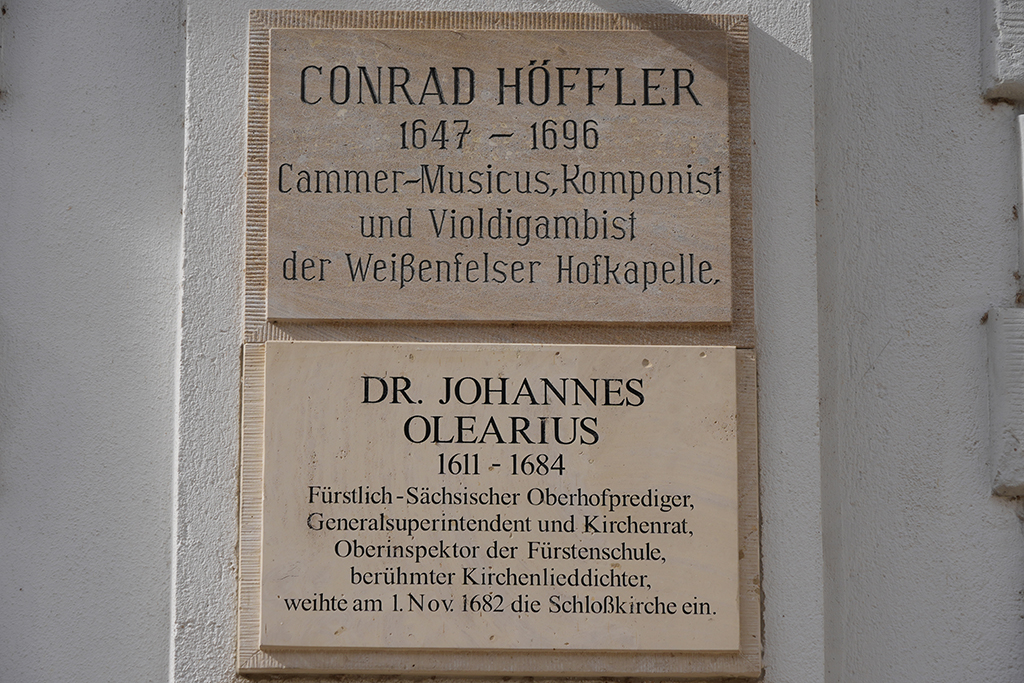 CONRAD HÖFFLER
1647 - 1696
Cammer-Musicus, Komponist
und Violdigambist
der Weißenfelser Hofkapelle.
DR. JOHANNES
OLEARIUS
1611 - 1684
Fürstlich-Sächsischer Oberhofprediger,
Generalsuperintendent und Kirchenrat,
Oberinspektor der Fürstenschule,
berühmter Kirchenlieddichter,
weihte am 1. Nov. 1682 die Schloßkirche ein.